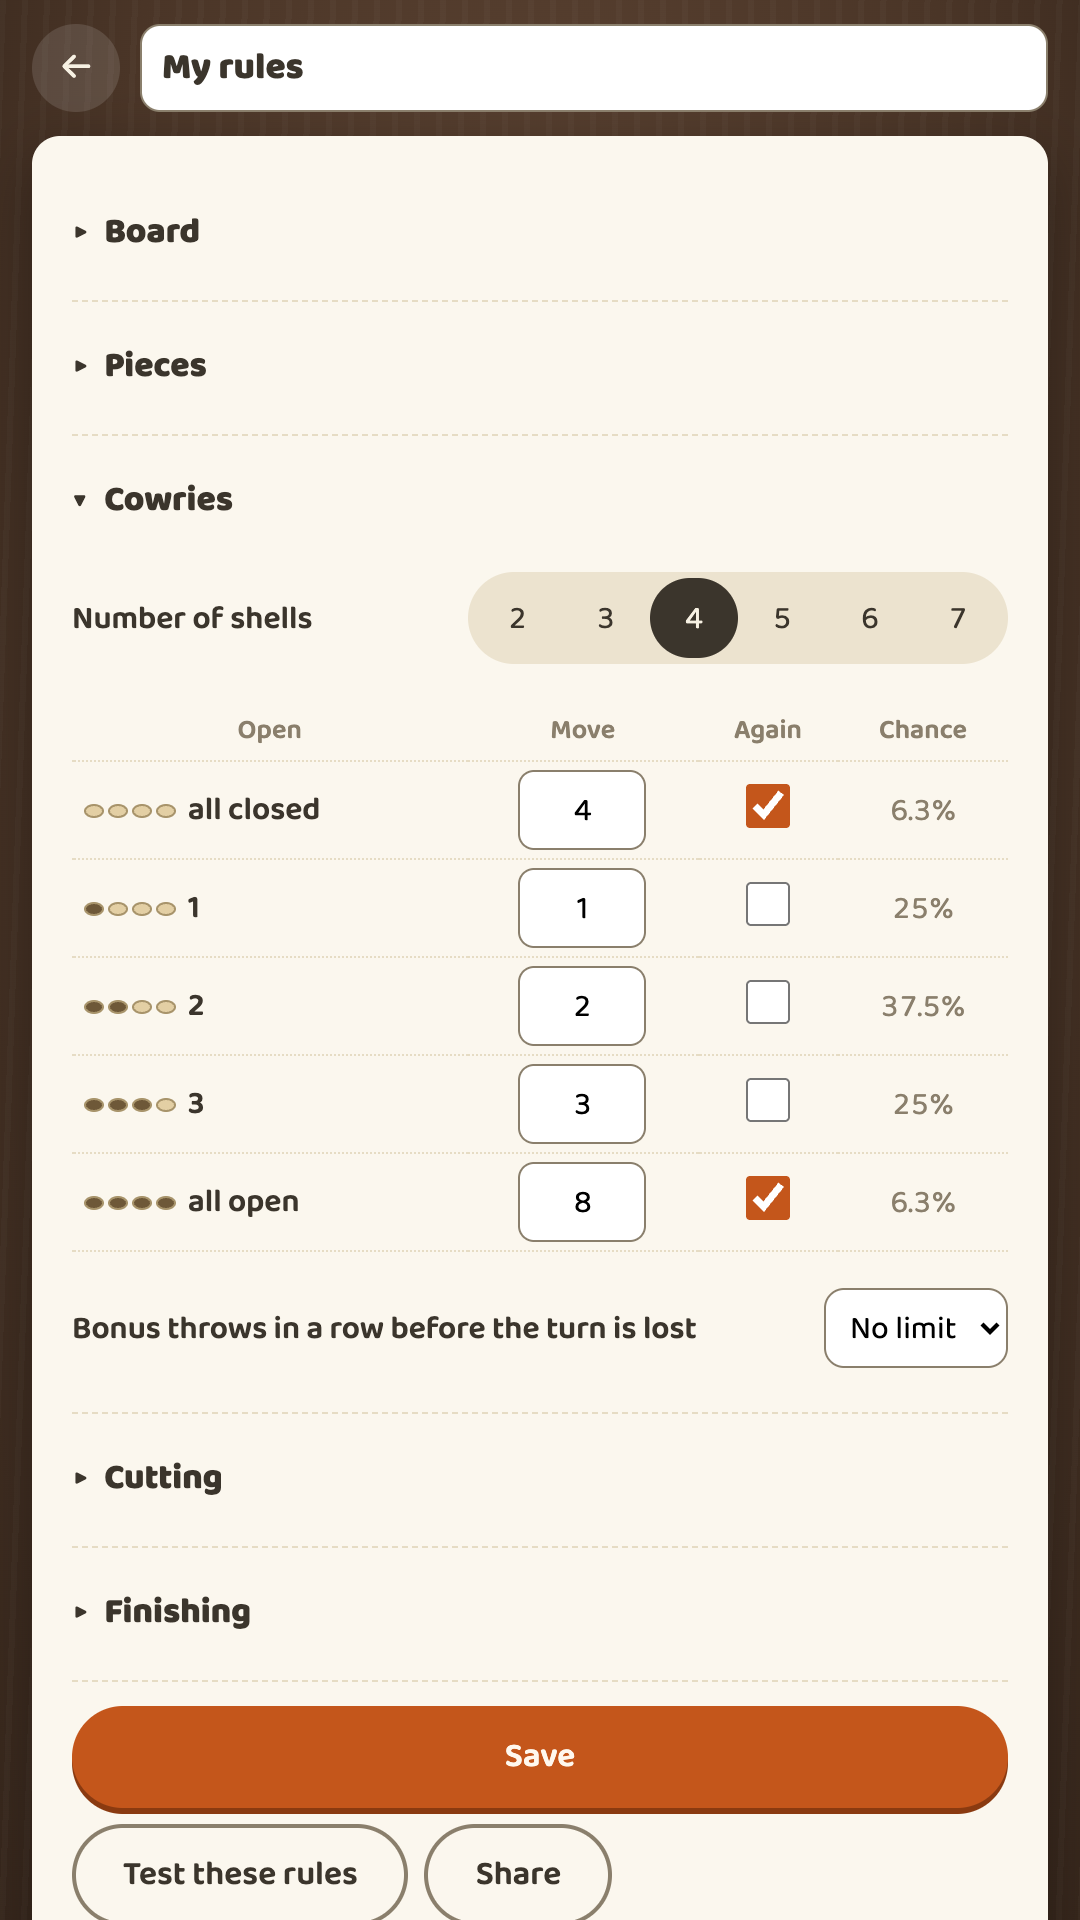 My rules
Board
Pieces
Cowries
Number of shells 2 3 4 5 6 7
Open Move Again Chance
all closed 4 6.3%
1 1 25%
2 2 37.5%
3 3 25%
all open 8 6.3%
Bonus throws in a row before the turn is lost No limit
Cutting
Finishing
Save
Test these rules Share